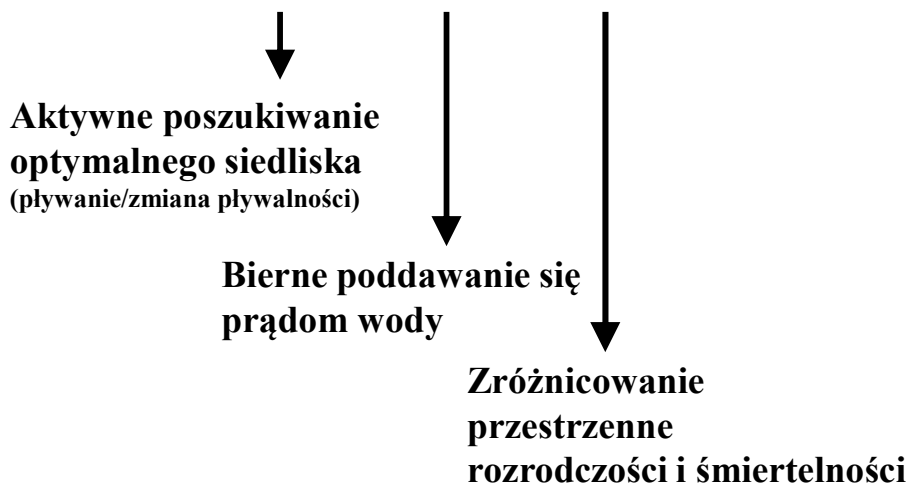 Aktywne poszukiwanie
optymalnego siedliska
(pływanie/zmiana pływalności)
Bierne poddawanie się
prądom wody
Zróżnicowanie
przestrzenne
rozrodczości i śmiertelności